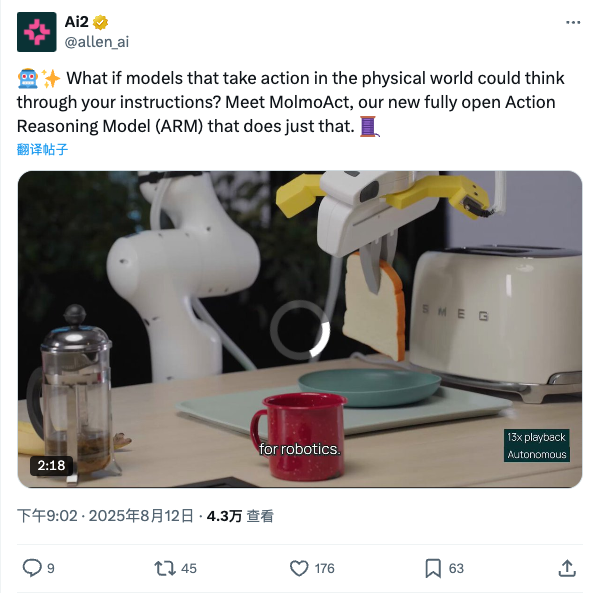 Ai2
@allen_ai
🤖✨ What if models that take action in the physical world could think
through your instructions? Meet MolmoAct, our new fully open Action
Reasoning Model (ARM) that does just that. 🧵
翻译帖子
SMEG
for robotics.
13x playback
Autonomous
2:18
下午9:02 · 2025年8月12日 · 4.3万 查看
9 45 176 63